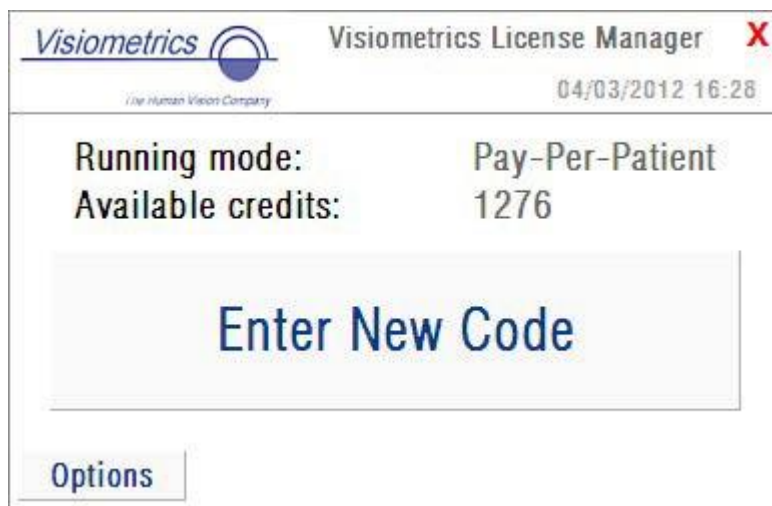 Visiometrics
The Human Vision Company
Visiometrics License Manager X
04/03/2012 16:28
Running mode: Pay-Per-Patient
Available credits: 1276
Enter New Code
Options